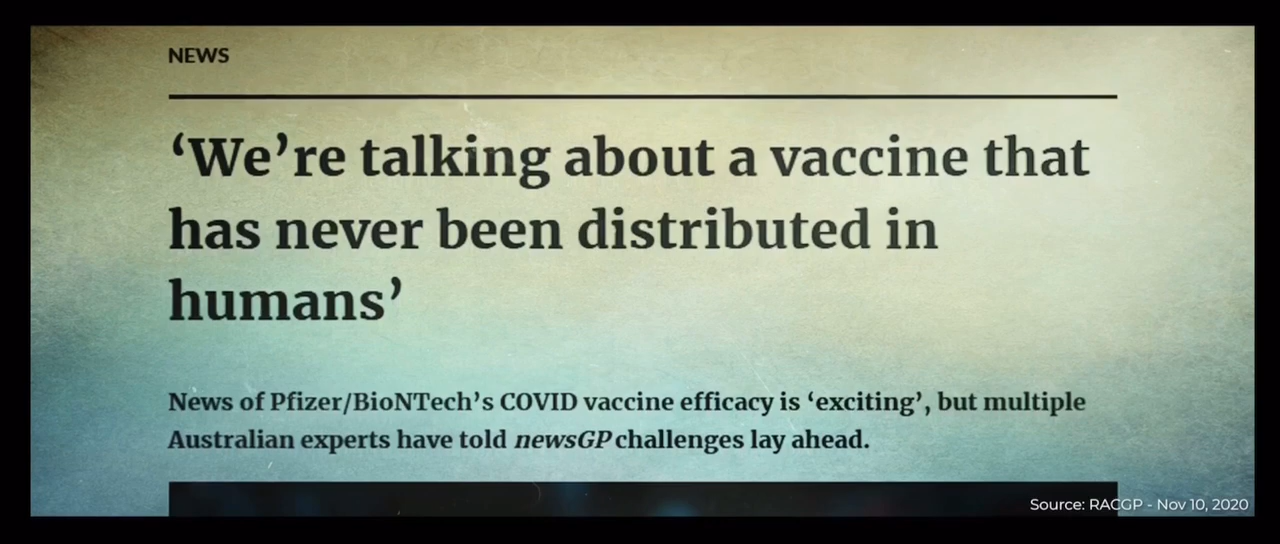 NEWS
‘We’re talking about a vaccine that
has never been distributed in
humans’
News of Pfizer/BioNTech’s COVID vaccine efficacy is ‘exciting’, but multiple
Australian experts have told newsGP challenges lay ahead.
Source: RACGP - Nov 10, 2020